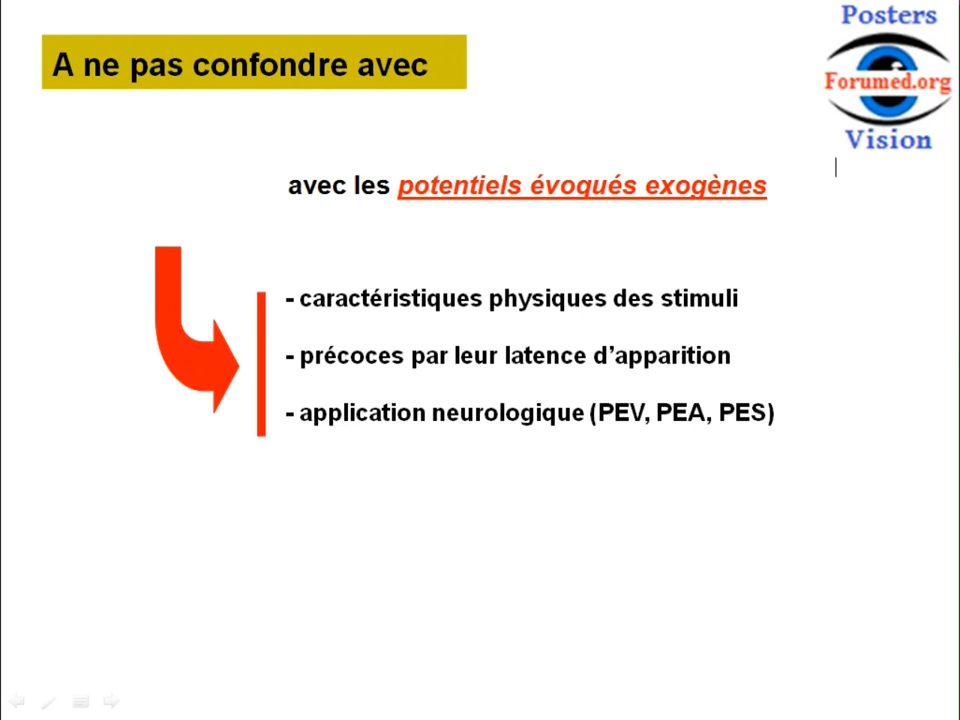 Posters
A ne pas confondre avec
Forumed.org
Vision
avec les potentiels évoqués exogènes
- caractéristiques physiques des stimuli
- précoces par leur latence d’apparition
- application neurologique (PEV, PEA, PES)